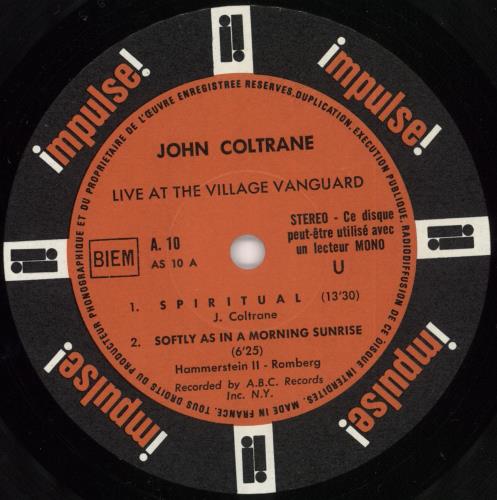 impulse!
impulse!
impulse!
impulse!
TOUS DROITS DU PRODUCTEUR PHONOGRAPHIQUE ET DU PROPRIETAIRE DE L'ŒUVRE ENREGISTREE RESERVES. DUPLICATION, EXECUTION PUBLIQUE, RADIODIFFUSION DE CE DISQUE INTERDITES. MADE IN FRANCE.
JOHN COLTRANE
LIVE AT THE VILLAGE VANGUARD
BIEM
A. 10
AS 10 A
STEREO - Ce disque
peut-être utilisé avec
un lecteur MONO
U
1. SPIRITUAL (13'30)
J. Coltrane
2. SOFTLY AS IN A MORNING SUNRISE
(6'25)
Hammerstein II - Romberg
Recorded by A.B.C. Records
Inc. N.Y.